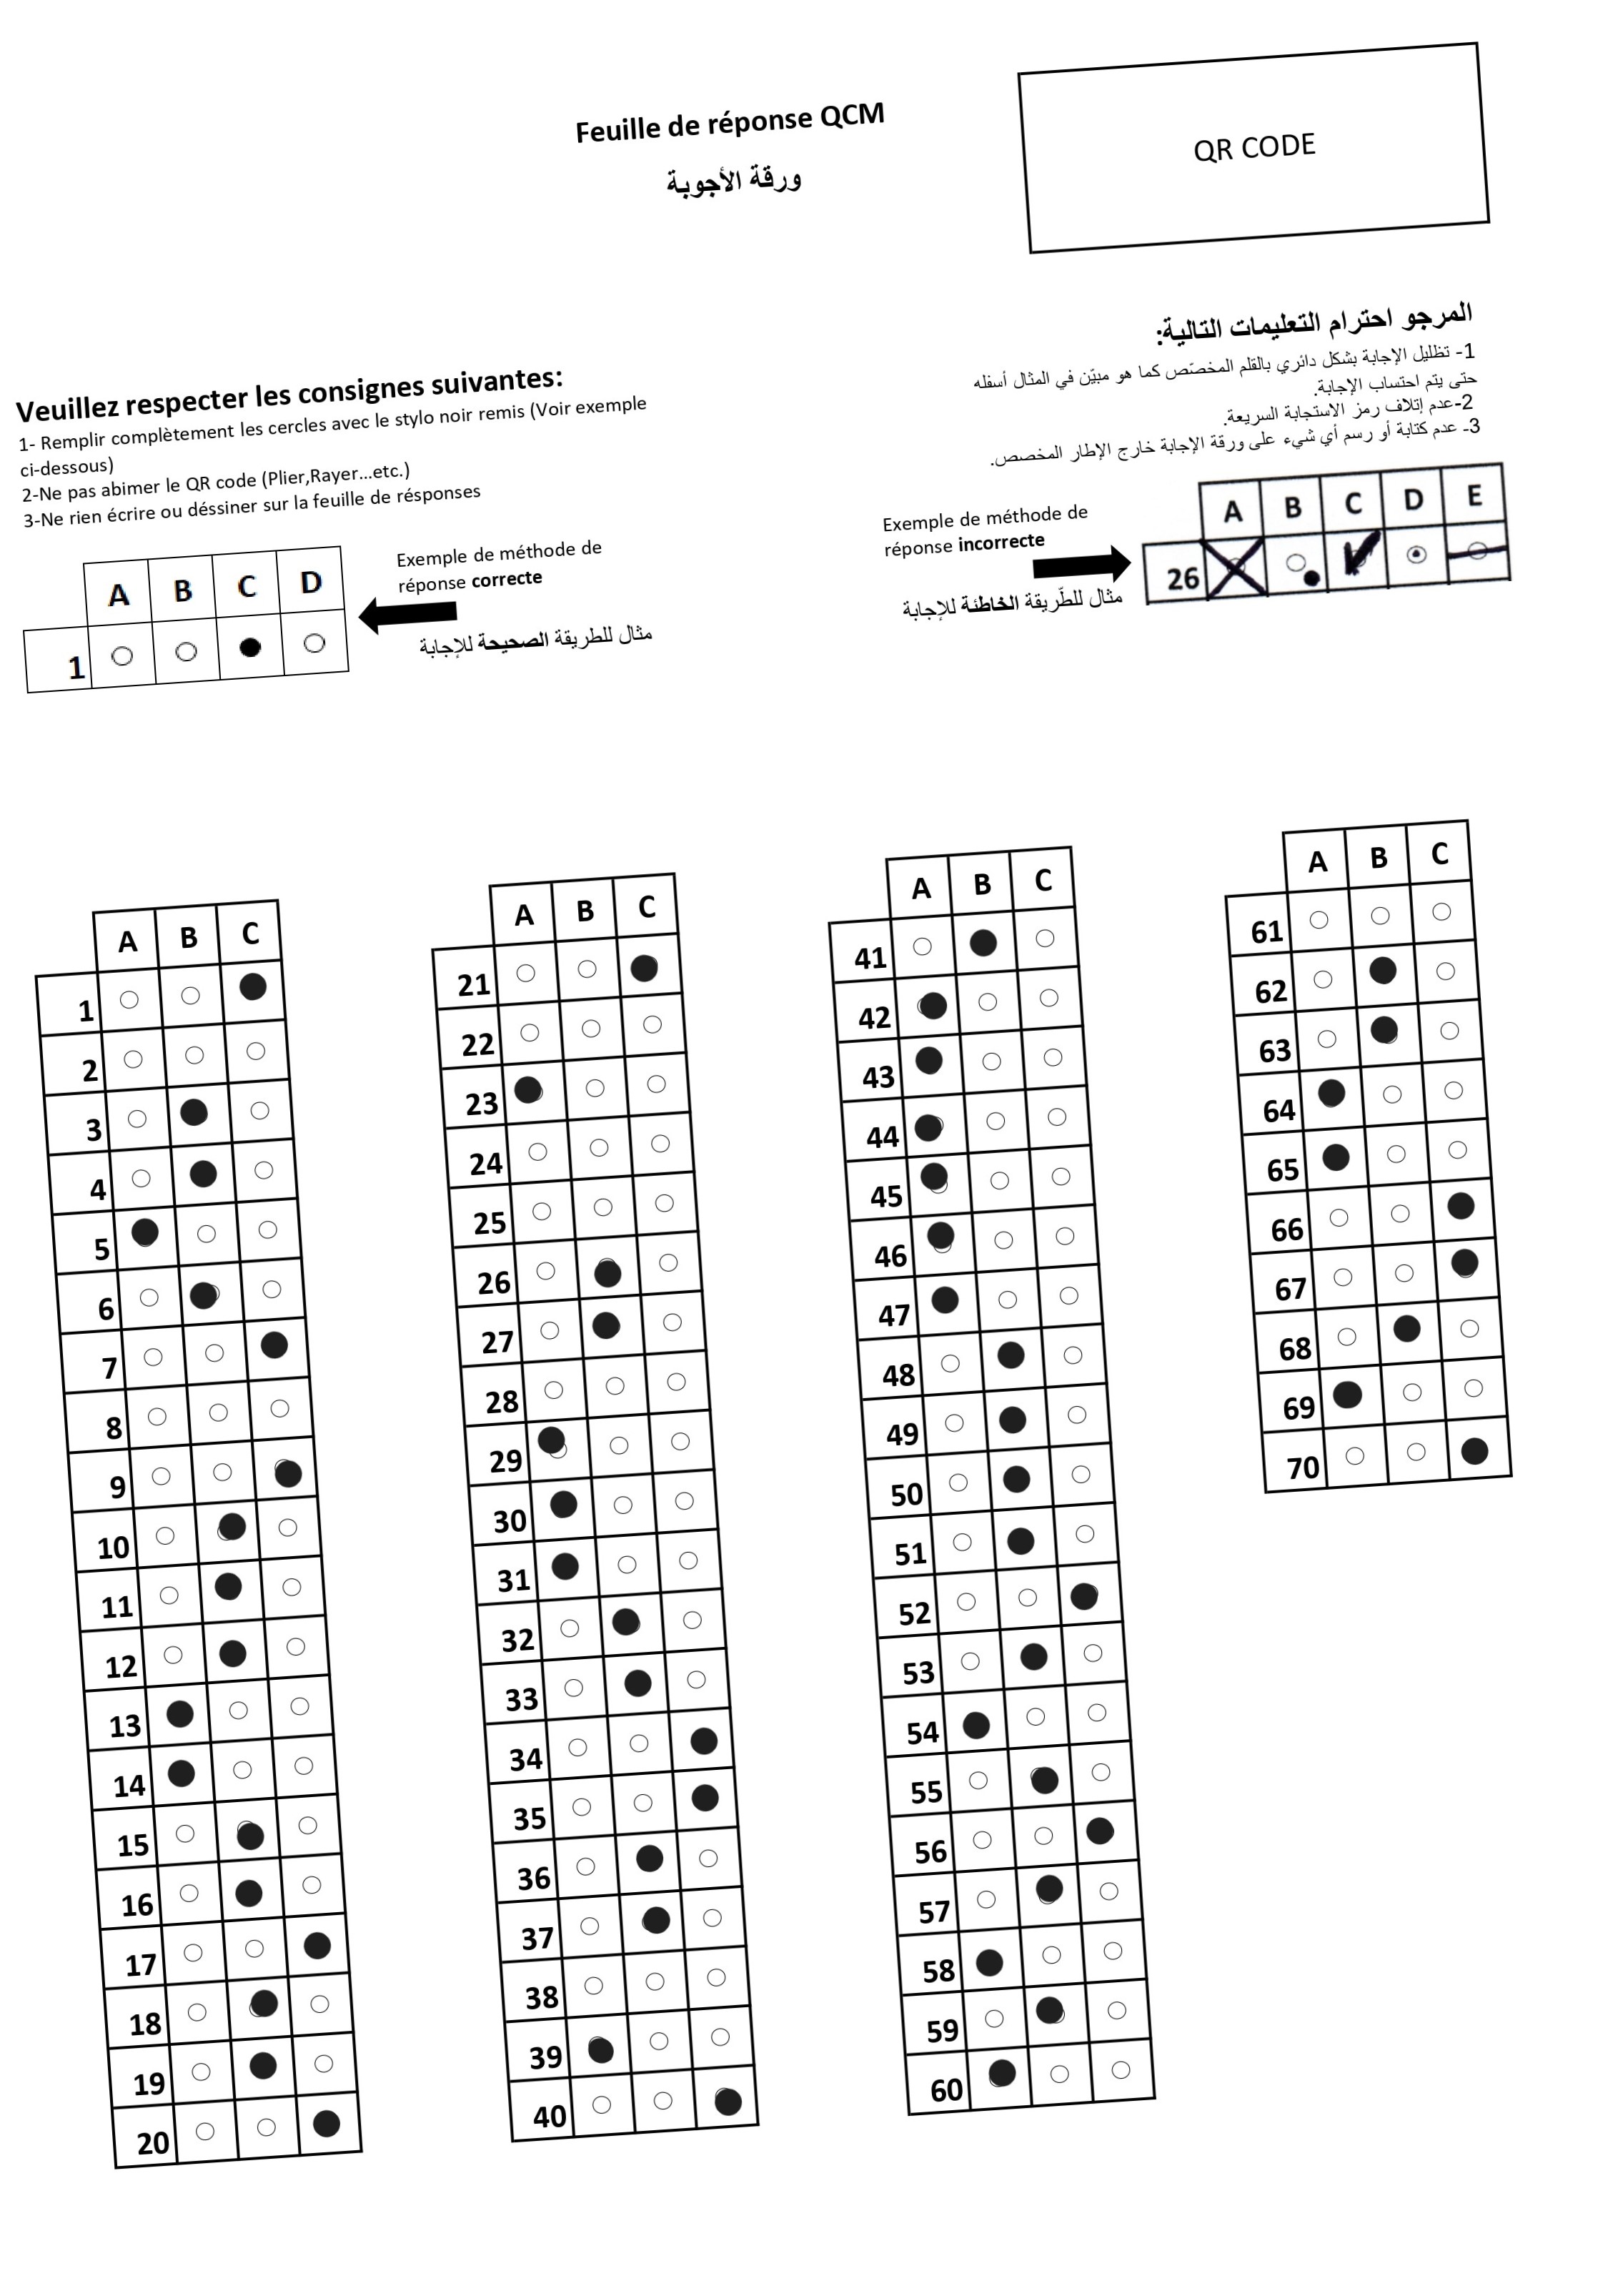 Feuille de réponse QCM
ورقة الأجوبة
QR CODE
المرجو احترام التعليمات التالية:
1- تظليل الإجابة بشكل دائري بالقلم المخصّص كما هو مبيّن في المثال أسفله
حتى يتم احتساب الإجابة.
2-عدم إتلاف رمز الاستجابة السريعة.
3- عدم كتابة أو رسم أي شيء على ورقة الإجابة خارج الإطار المخصص.
Veuillez respecter les consignes suivantes:
1- Remplir complètement les cercles avec le stylo noir remis (Voir exemple
ci-dessous)
2-Ne pas abimer le QR code (Plier,Rayer...etc.)
3-Ne rien écrire ou déssiner sur la feuille de résponses
A B C D
1
Exemple de méthode de
réponse correcte
مثال للطريقة الصحيحة للإجابة
Exemple de méthode de
réponse incorrecte
مثال للطّريقة الخاطئة للإجابة
A B C D E
26
A B C
1
2
3
4
5
6
7
8
9
10
11
12
13
14
15
16
17
18
19
20
A B C
21
22
23
24
25
26
27
28
29
30
31
32
33
34
35
36
37
38
39
40
A B C
41
42
43
44
45
46
47
48
49
50
51
52
53
54
55
56
57
58
59
60
A B C
61
62
63
64
65
66
67
68
69
70